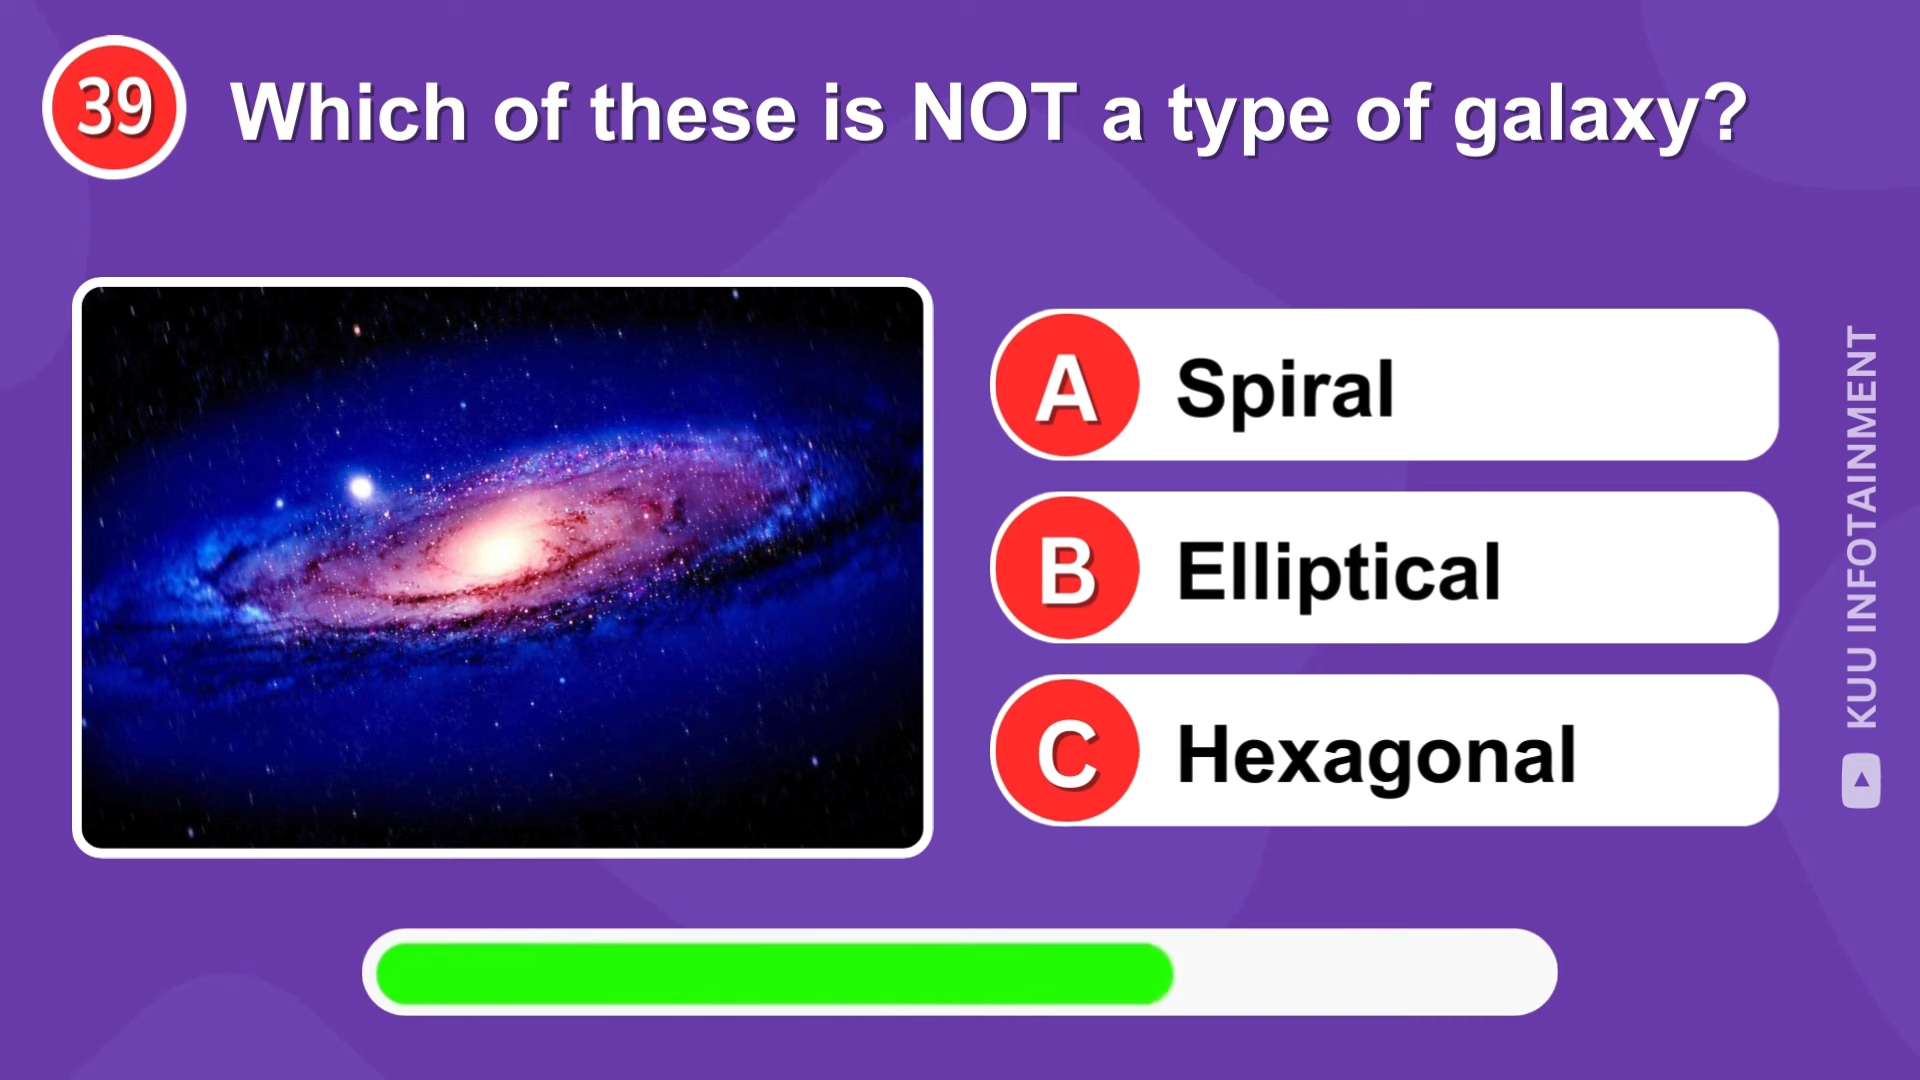 39
Which of these is NOT a type of galaxy?
A
Spiral
B
Elliptical
C
Hexagonal
KUU INFOTAINMENT